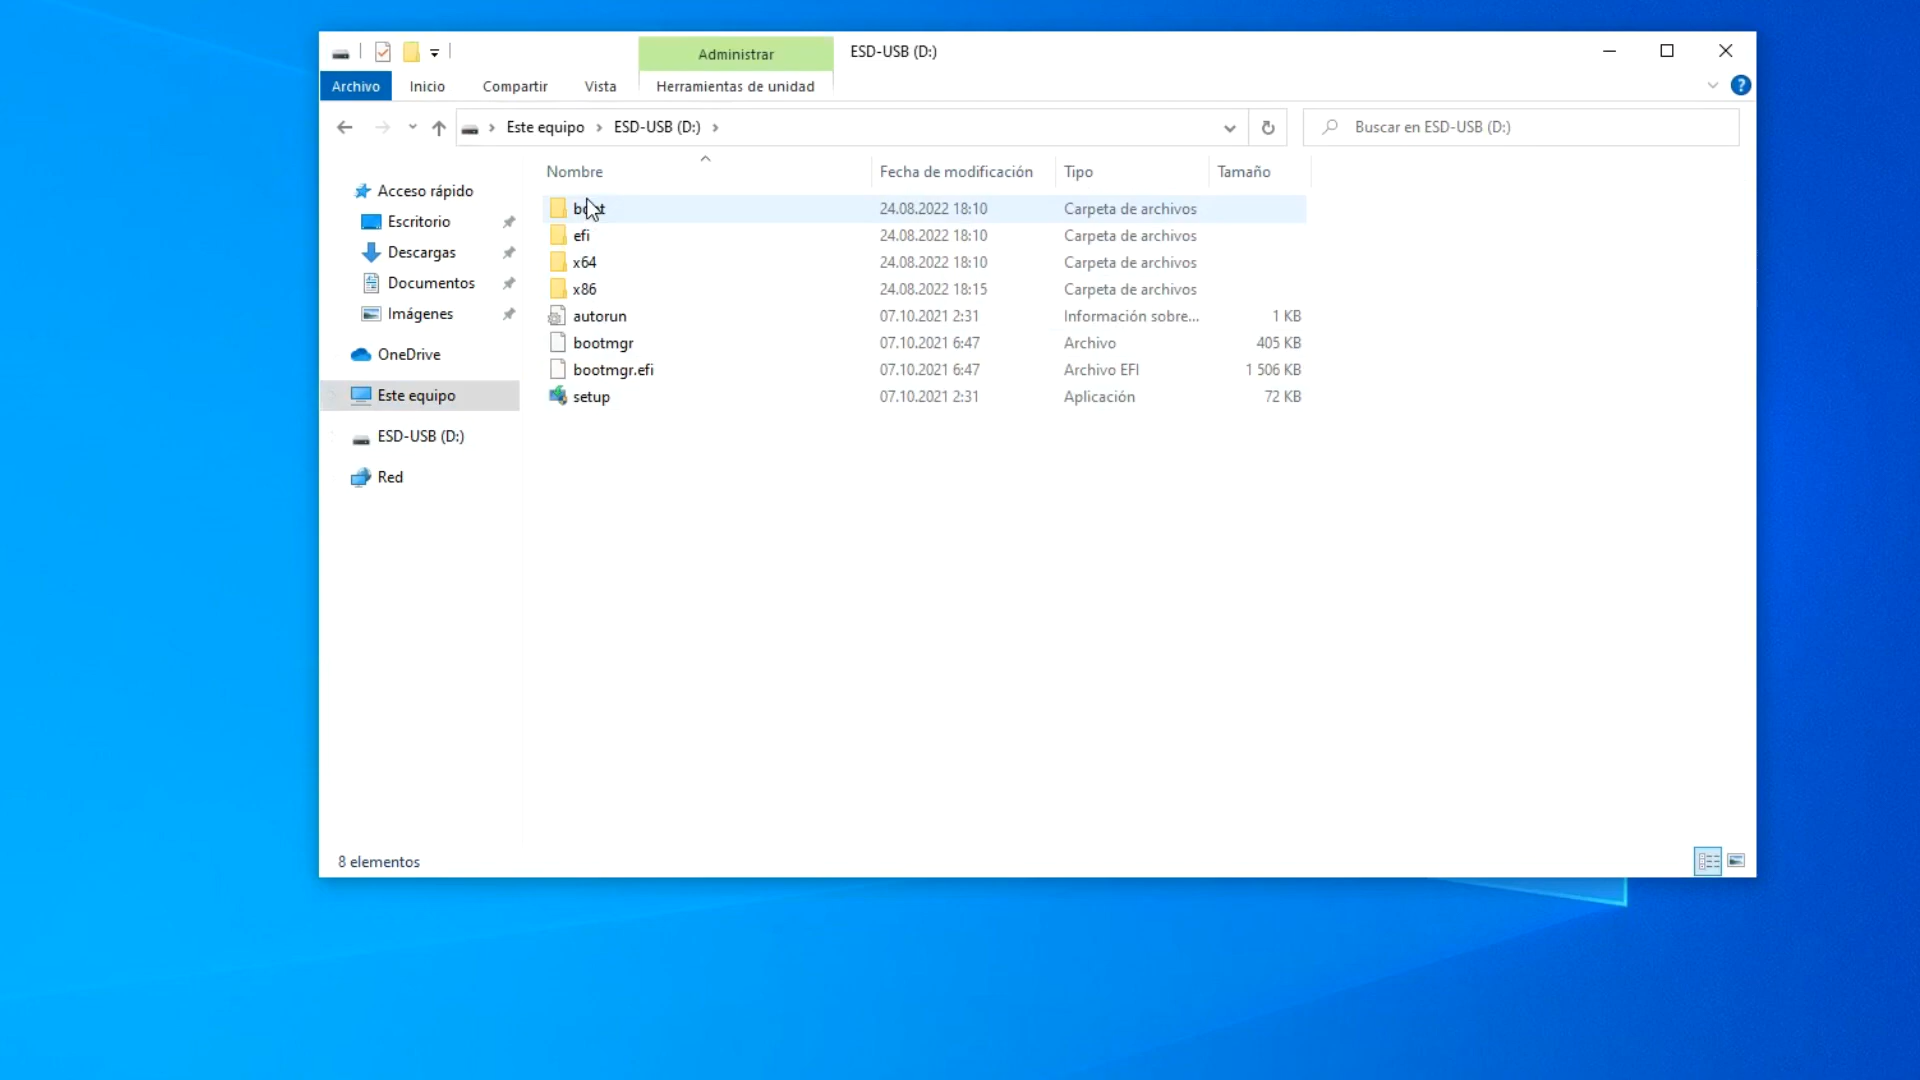 Administrar
ESD-USB (D:)
Archivo
Inicio
Compartir
Vista
Herramientas de unidad
Este equipo
ESD-USB (D:)
Buscar en ESD-USB (D:)
Nombre
Fecha de modificación
Tipo
Tamaño
Acceso rápido
Escritorio
Descargas
Documentos
Imágenes
OneDrive
Este equipo
ESD-USB (D:)
Red
boot 24.08.2022 18:10 Carpeta de archivos
efi 24.08.2022 18:10 Carpeta de archivos
x64 24.08.2022 18:10 Carpeta de archivos
x86 24.08.2022 18:15 Carpeta de archivos
autorun 07.10.2021 2:31 Información sobre... 1 KB
bootmgr 07.10.2021 6:47 Archivo 405 KB
bootmgr.efi 07.10.2021 6:47 Archivo EFI 1 506 KB
setup 07.10.2021 2:31 Aplicación 72 KB
8 elementos